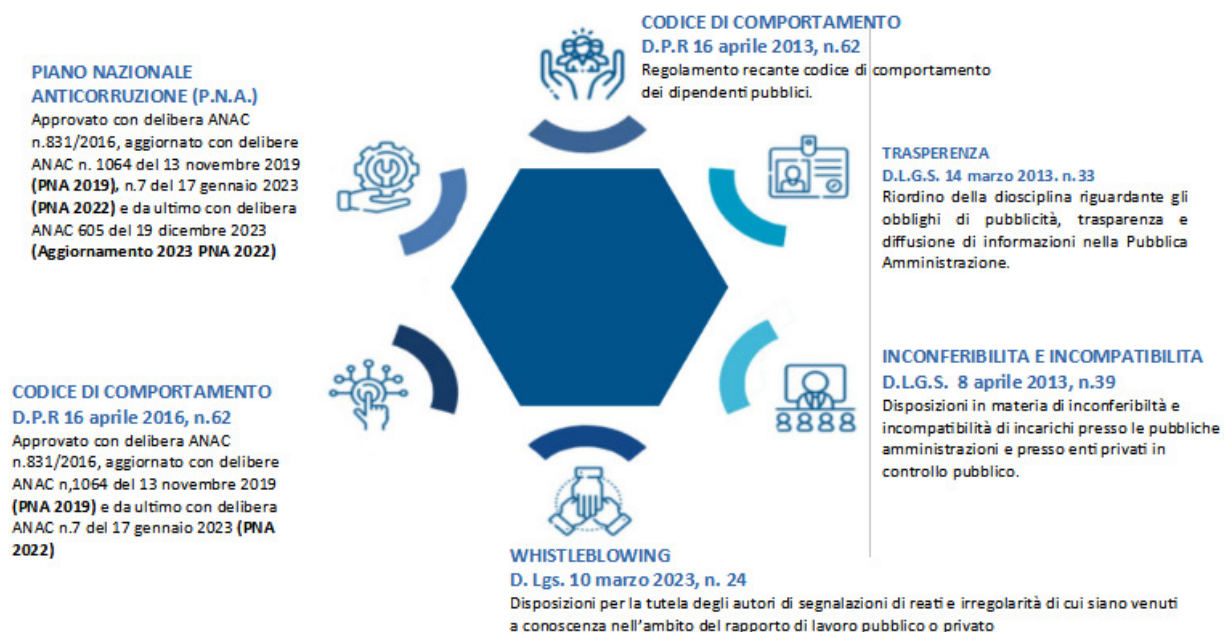 CODICE DI COMPORTAMENTO
D.P.R 16 aprile 2013, n.62
Regolamento recante codice di comportamento
dei dipendenti pubblici.
PIANO NAZIONALE
ANTICORRUZIONE (P.N.A.)
Approvato con delibera ANAC
n.831/2016, aggiornato con delibere
ANAC n. 1064 del 13 novembre 2019
(PNA 2019), n.7 del 17 gennaio 2023
(PNA 2022) e da ultimo con delibera
ANAC 605 del 19 dicembre 2023
(Aggiornamento 2023 PNA 2022)
TRASPERENZA
D.L.G.S. 14 marzo 2013. n.33
Riordino della diosciplina riguardante gli
obblighi di pubblicità, trasparenza e
diffusione di informazioni nella Pubblica
Amministrazione.
INCONFERIBILITA E INCOMPATIBILITA
D.L.G.S. 8 aprile 2013, n.39
Disposizioni in materia di inconferibiltà e
incompatibilità di incarichi presso le pubbliche
amministrazioni e presso enti privati in
controllo pubblico.
CODICE DI COMPORTAMENTO
D.P.R 16 aprile 2016, n.62
Approvato con delibera ANAC
n.831/2016, aggiornato con delibere
ANAC n,1064 del 13 novembre 2019
(PNA 2019) e da ultimo con delibera
ANAC n.7 del 17 gennaio 2023 (PNA
2022)
WHISTLEBLOWING
D. Lgs. 10 marzo 2023, n. 24
Disposizioni per la tutela degli autori di segnalazioni di reati e irregolarità di cui siano venuti
a conoscenza nell'ambito del rapporto di lavoro pubblico o privato